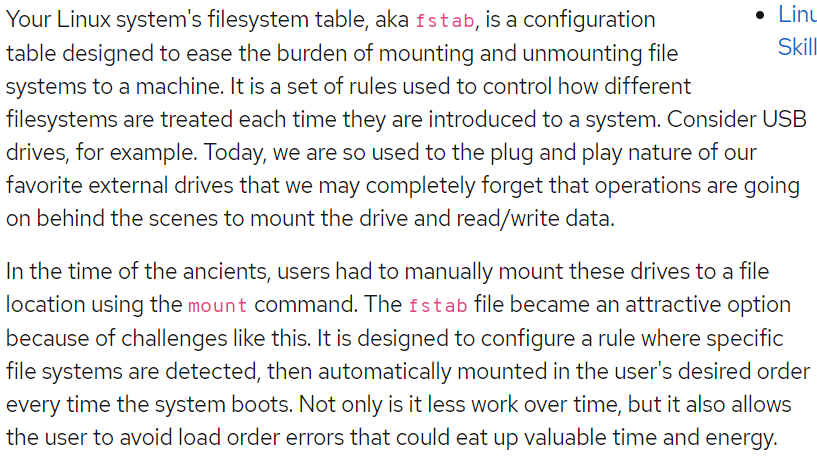 Your Linux system's filesystem table, aka fstab, is a configuration
table designed to ease the burden of mounting and unmounting file
systems to a machine. It is a set of rules used to control how different
filesystems are treated each time they are introduced to a system. Consider USB
drives, for example. Today, we are so used to the plug and play nature of our
favorite external drives that we may completely forget that operations are going
on behind the scenes to mount the drive and read/write data.
In the time of the ancients, users had to manually mount these drives to a file
location using the mount command. The fstab file became an attractive option
because of challenges like this. It is designed to configure a rule where specific
file systems are detected, then automatically mounted in the user's desired order
every time the system boots. Not only is it less work over time, but it also allows
the user to avoid load order errors that could eat up valuable time and energy.